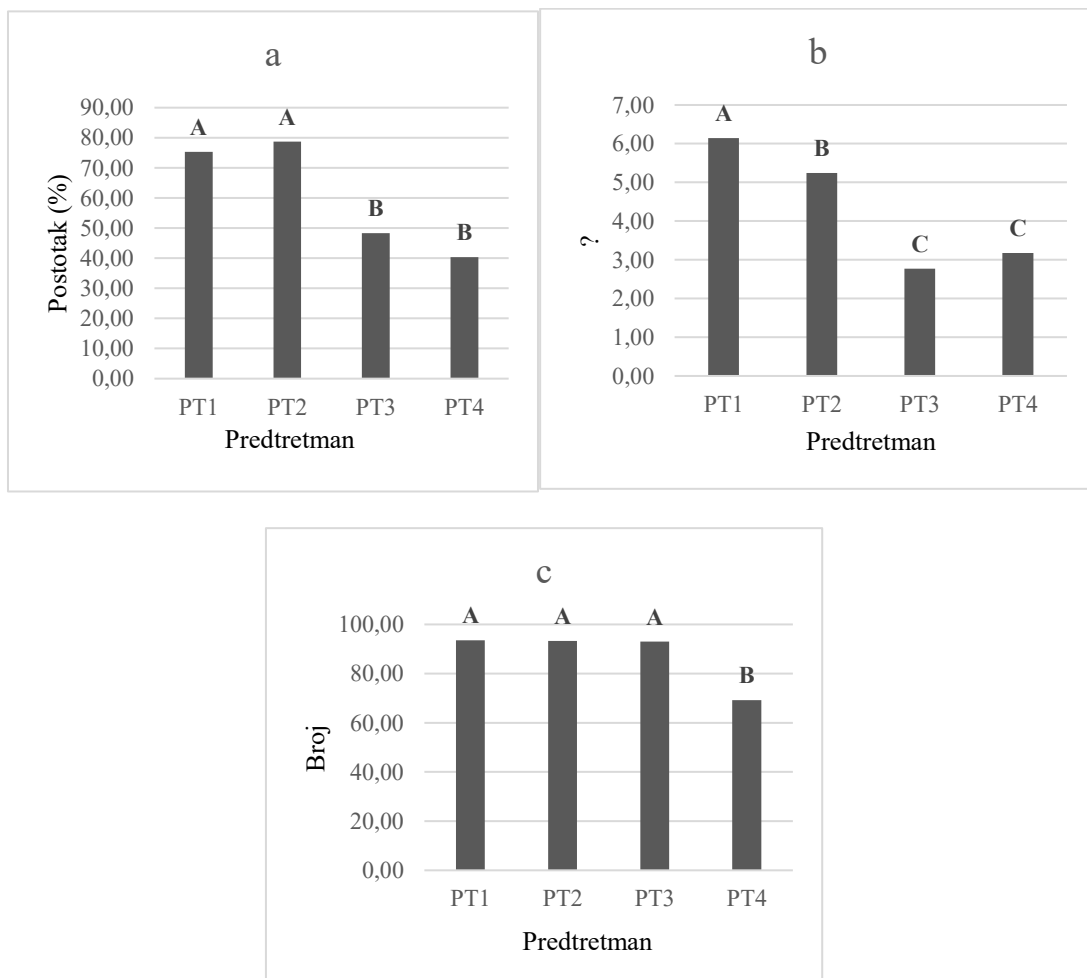 a
90,00
80,00
70,00
60,00
50,00
40,00
30,00
20,00
10,00
0,00
Postotak (%)
A
A
B
B
PT1 PT2 PT3 PT4
Predtretman
b
7,00
6,00
5,00
4,00
3,00
2,00
1,00
0,00
?
A
B
C
C
PT1 PT2 PT3 PT4
Predtretman
c
100,00
80,00
60,00
40,00
20,00
0,00
Broj
A
A
A
B
PT1 PT2 PT3 PT4
Predtretman